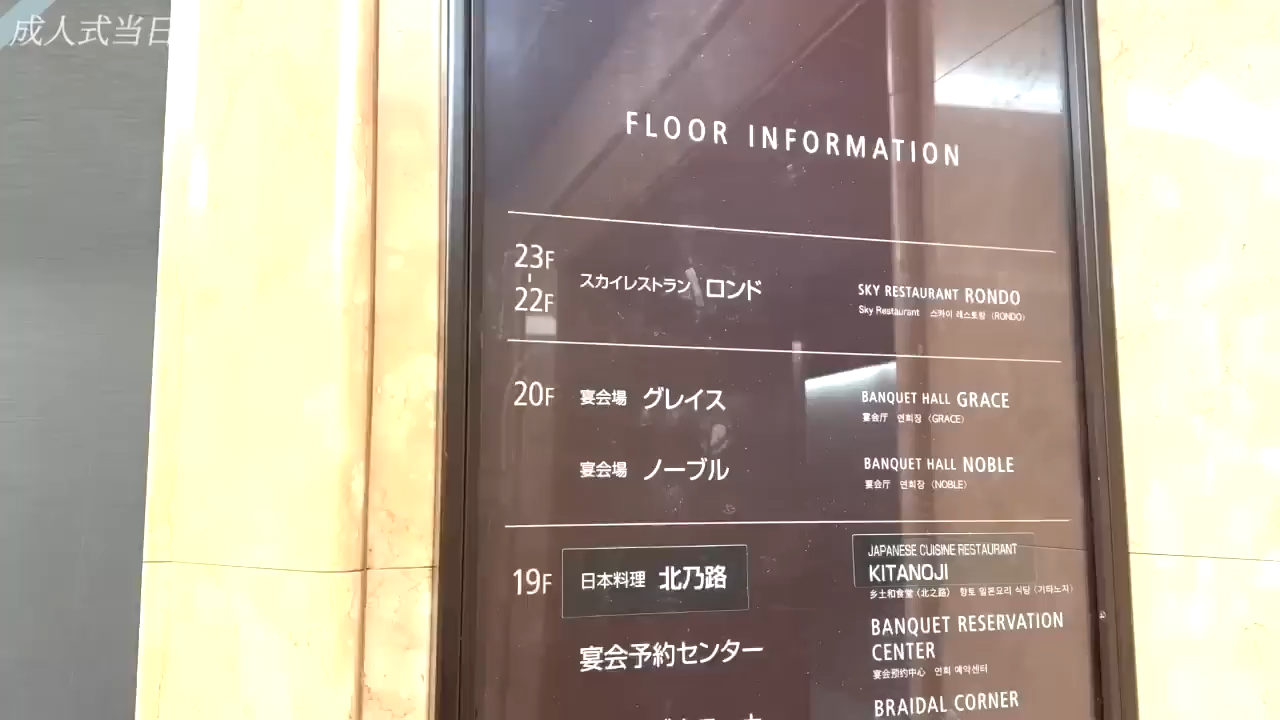 成人式当日
FLOOR INFORMATION
23F
22F
スカイレストラン ロンド
SKY RESTAURANT RONDO
Sky Restaurant 스카이 레스토랑 (RONDO)
20F 宴会場 グレイス
BANQUET HALL GRACE
宴会厅 연회장 (GRACE)
宴会場 ノーブル
BANQUET HALL NOBLE
宴会厅 연회장 (NOBLE)
19F 日本料理 北乃路
JAPANESE CUISINE RESTAURANT
KITANOJI
乡土和食堂(北之路) 향토 일본요리 식당 (기타노지)
宴会予約センター
BANQUET RESERVATION
CENTER
宴会预约中心 연회 예약센터
BRAIDAL CORNER